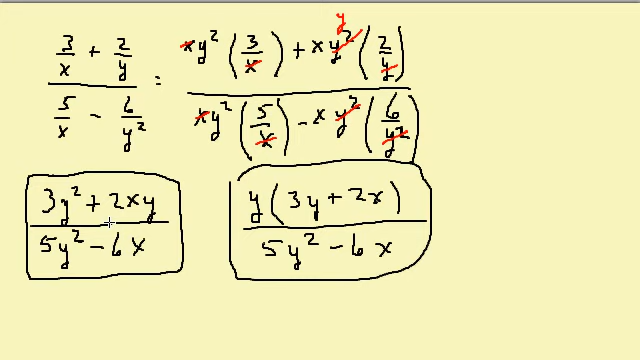 (3/x + 2/y) / (5/x − 6/y²) = (xy² (3/x) + xy² (2/y)) / (xy² (5/x) − xy² (6/y²))
y
(3y² + 2xy) / (5y² − 6x)
y(3y + 2x) / (5y² − 6x)